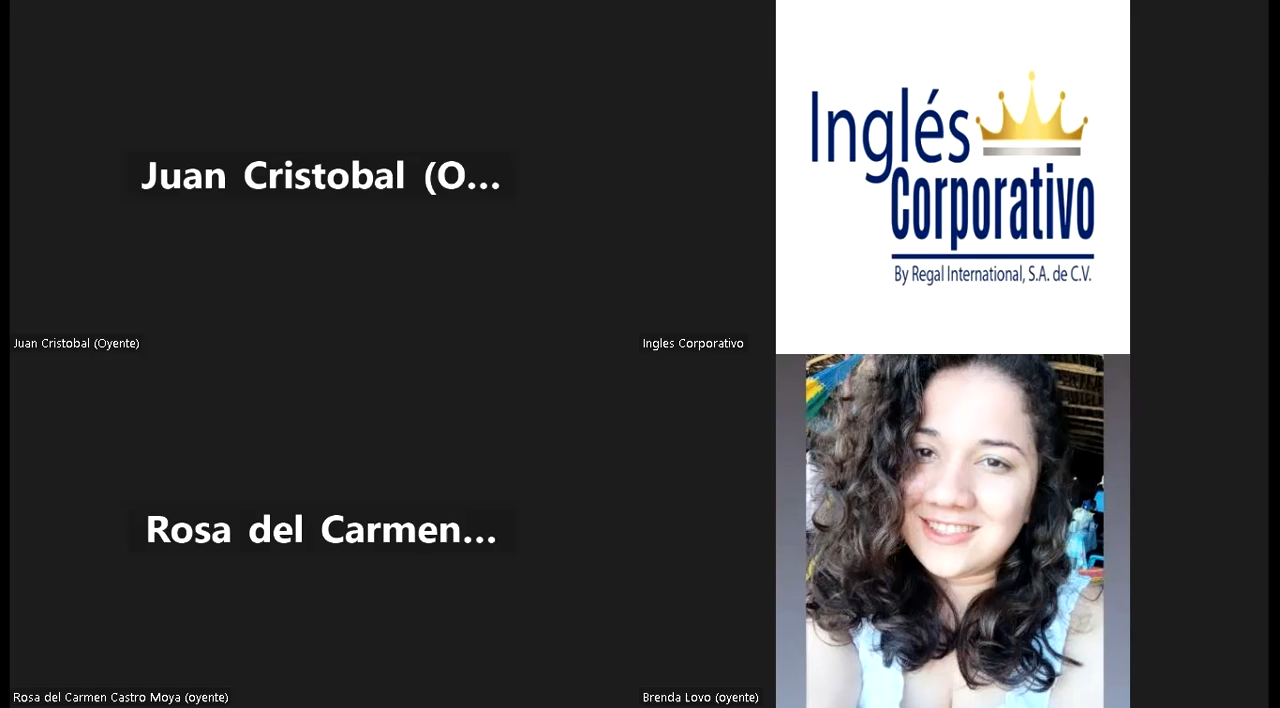 Juan Cristobal (O...
Inglés
Corporativo
By Regal International, S.A. de C.V.
Juan Cristobal (Oyente)
Ingles Corporativo
Rosa del Carmen...
Rosa del Carmen Castro Moya (oyente)
Brenda Lovo (oyente)